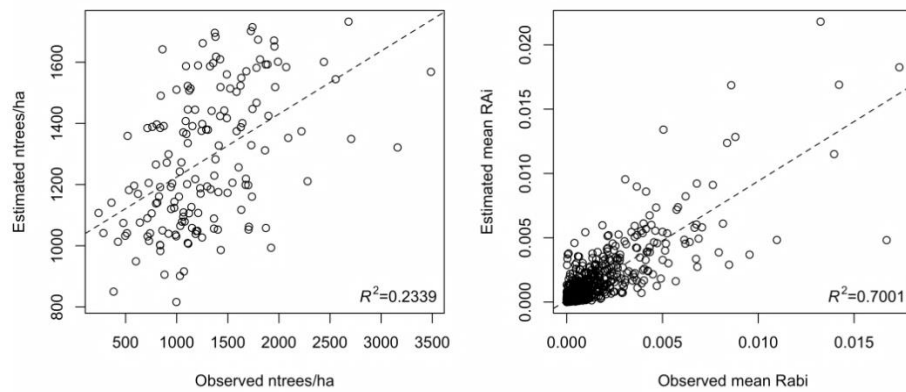 Estimated ntrees/ha
800 1000 1200 1400 1600
R²=0.2339
500 1000 1500 2000 2500 3000 3500
Observed ntrees/ha
Estimated mean RAi
0.000 0.005 0.010 0.015 0.020
R²=0.7001
0.000 0.005 0.010 0.015
Observed mean Rabi